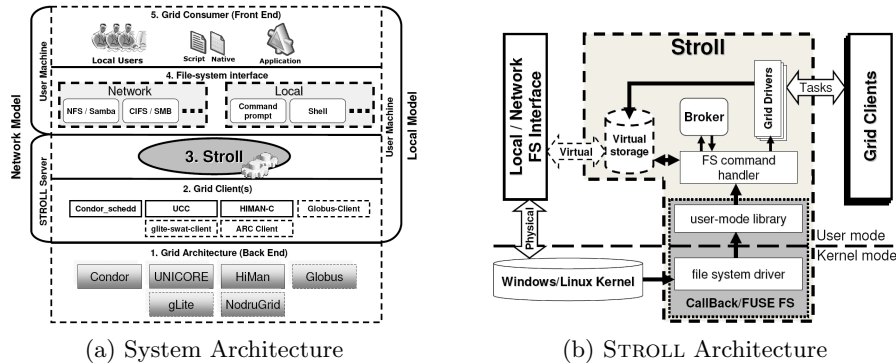 5. Grid Consumer (Front End)
Local Users
Script Native
Application
4. File-system interface
Network
NFS / Samba
CIFS / SMB
Local
Command
prompt
Shell
3. Stroll
2. Grid Client(s)
Condor_schedd
UCC
HIMAN-C
Globus-Client
glite-swat-client
ARC Client
1. Grid Architecture (Back End)
Condor
UNICORE
HiMan
Globus
gLite
NodruGrid
Network Model
User Machine
STROLL Server
User Machine
Local Model
(a) System Architecture
Stroll
Local / Network
FS Interface
Virtual
Virtual
storage
Broker
Grid Drivers
Tasks
Grid Clients
FS command
handler
Physical
user-mode library
User mode
Kernel mode
Windows/Linux Kernel
file system driver
CallBack/FUSE FS
(b) STROLL Architecture